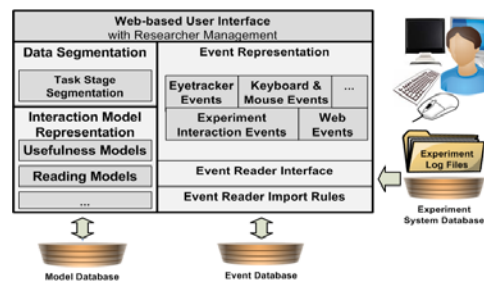 Web-based User Interface
with Researcher Management
Data Segmentation
Task Stage
Segmentation
Interaction Model
Representation
Usefulness Models
Reading Models
...
Event Representation
Eyetracker
Events
Keyboard &
Mouse Events
...
Experiment
Interaction Events
Web
Events
Event Reader Interface
Event Reader Import Rules
Experiment
Log Files
Experiment
System Database
Model Database
Event Database